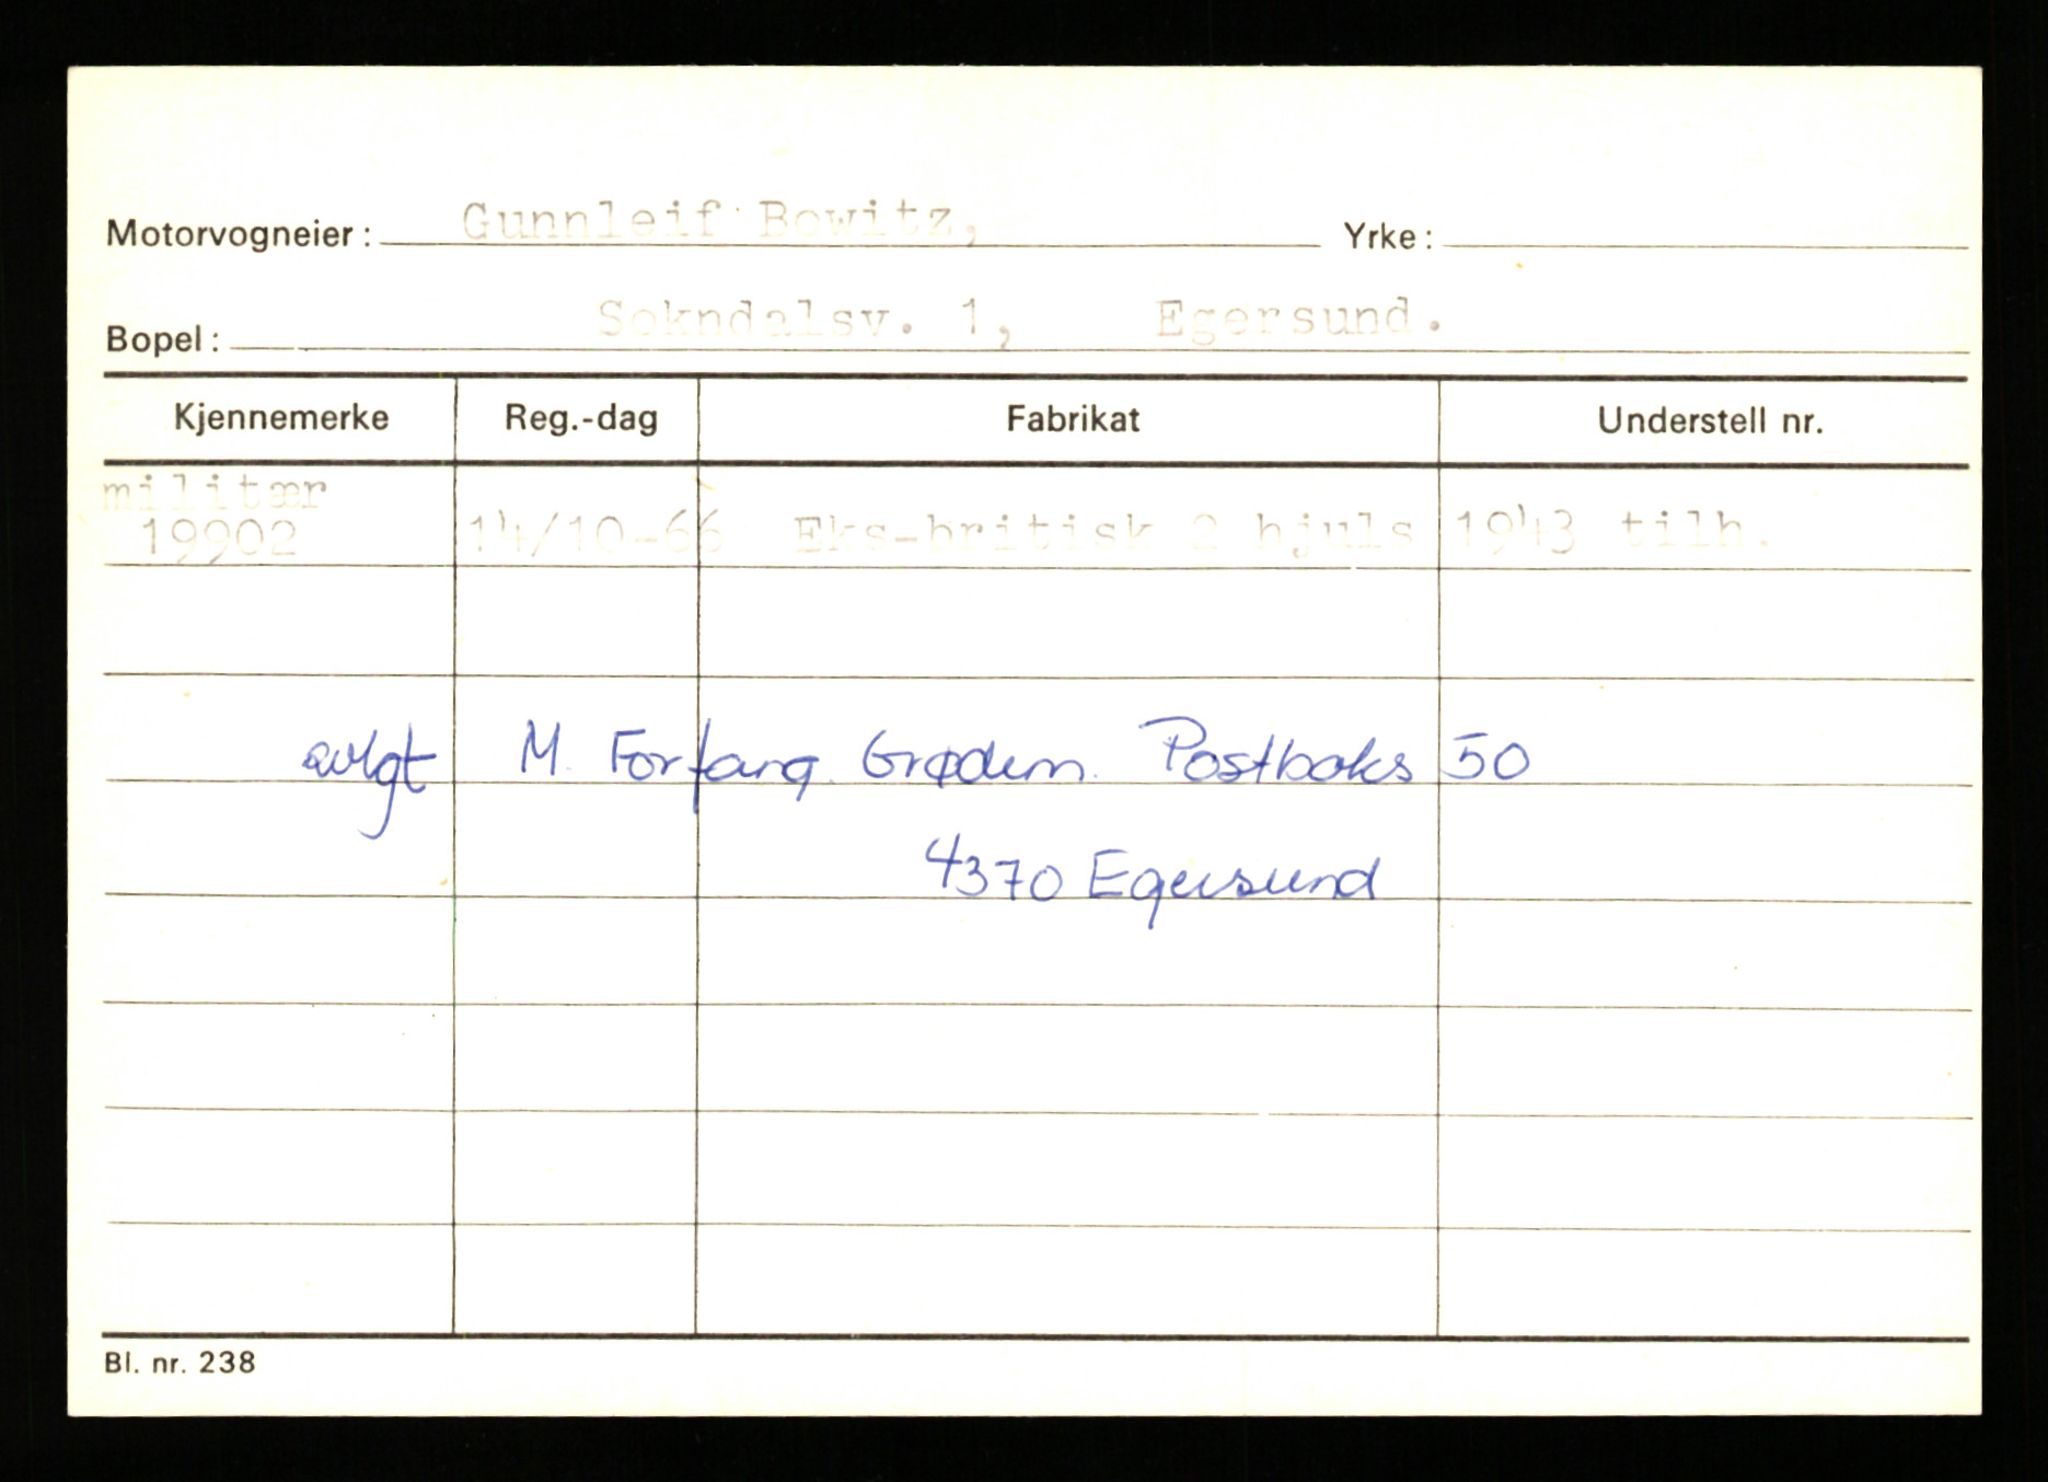 Motorvogneier: Gunnleif Bowitz, Yrke:
Bopel: Sokndalsv. 1, Egersund.
Kjennemerke Reg.-dag Fabrikat Understell nr.
militær
19902 14/10-66 Eks-britisk 2 hjuls 1943 tilh.
avlgt M. Forfang Grødem. Postboks 50
4370 Egersund
Bl. nr. 238